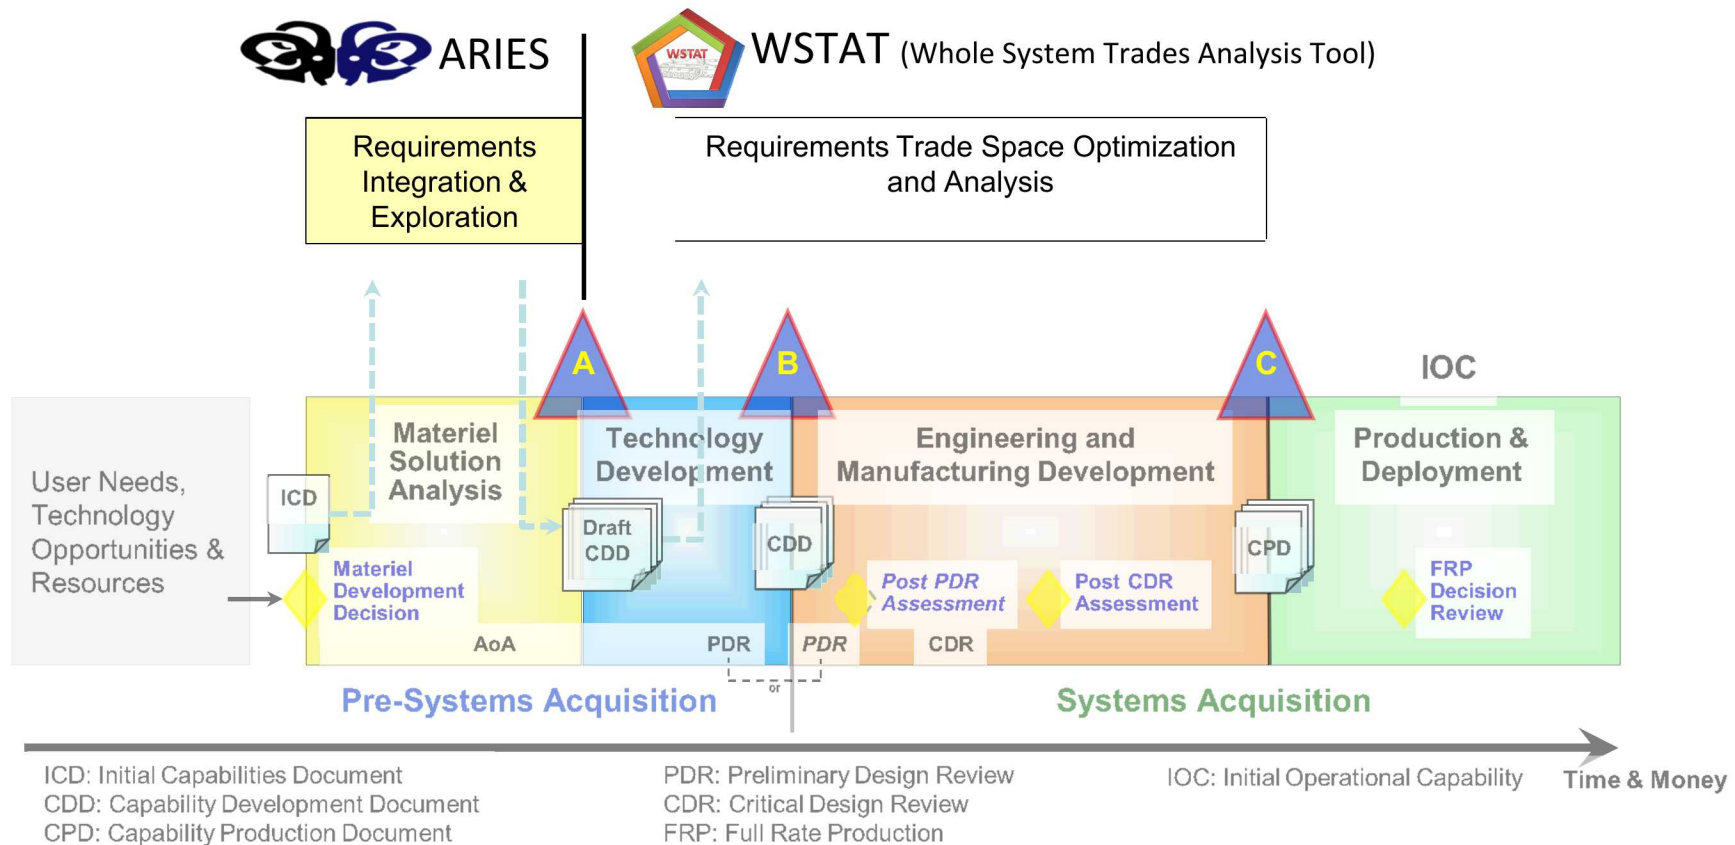 ARIES
WSTAT
WSTAT (Whole System Trades Analysis Tool)
Requirements
Integration &
Exploration
Requirements Trade Space Optimization
and Analysis
A
B
C
IOC
User Needs,
Technology
Opportunities &
Resources
ICD
Materiel
Solution
Analysis
Materiel
Development
Decision
AoA
Draft
CDD
Technology
Development
PDR
or
PDR
CDD
Engineering and
Manufacturing Development
Post PDR
Assessment
CDR
Post CDR
Assessment
CPD
Production &
Deployment
FRP
Decision
Review
Pre-Systems Acquisition
Systems Acquisition
Time & Money
ICD: Initial Capabilities Document
CDD: Capability Development Document
CPD: Capability Production Document
PDR: Preliminary Design Review
CDR: Critical Design Review
FRP: Full Rate Production
IOC: Initial Operational Capability